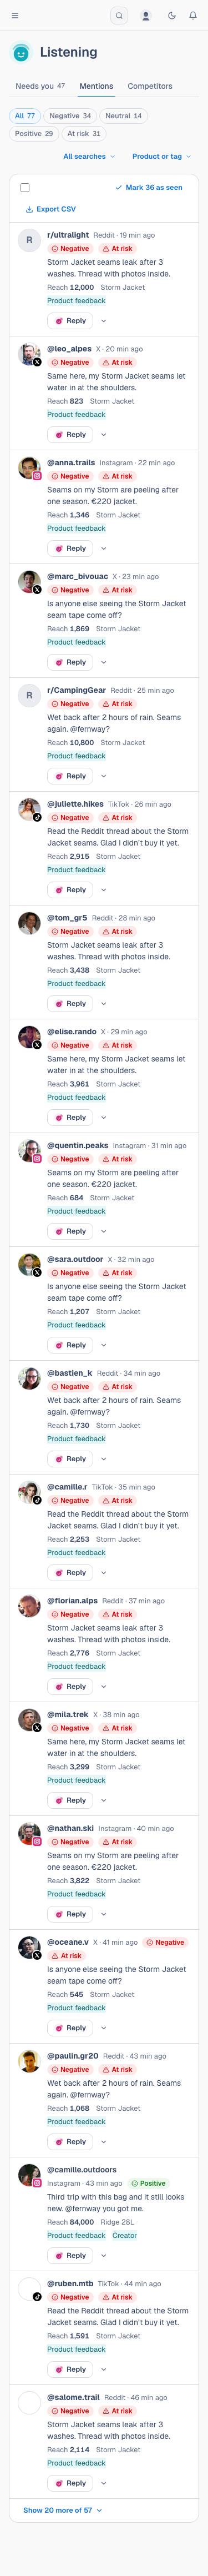 Listening
Needs you 47 Mentions Competitors
All 77 Negative 34 Neutral 14
Positive 29 At risk 31
All searches Product or tag
Mark 36 as seen
Export CSV
R r/ultralight Reddit · 19 min ago
Negative At risk
Storm Jacket seams leak after 3
washes. Thread with photos inside.
Reach 12,000 Storm Jacket
Product feedback
Reply
@leo_alpes X · 20 min ago
Negative At risk
Same here, my Storm Jacket seams let
water in at the shoulders.
Reach 823 Storm Jacket
Product feedback
Reply
@anna.trails Instagram · 22 min ago
Negative At risk
Seams on my Storm are peeling after
one season. €220 jacket.
Reach 1,346 Storm Jacket
Product feedback
Reply
@marc_bivouac X · 23 min ago
Negative At risk
Is anyone else seeing the Storm Jacket
seam tape come off?
Reach 1,869 Storm Jacket
Product feedback
Reply
R r/CampingGear Reddit · 25 min ago
Negative At risk
Wet back after 2 hours of rain. Seams
again. @fernway?
Reach 10,800 Storm Jacket
Product feedback
Reply
@juliette.hikes TikTok · 26 min ago
Negative At risk
Read the Reddit thread about the Storm
Jacket seams. Glad I didn't buy it yet.
Reach 2,915 Storm Jacket
Product feedback
Reply
@tom_gr5 Reddit · 28 min ago
Negative At risk
Storm Jacket seams leak after 3
washes. Thread with photos inside.
Reach 3,438 Storm Jacket
Product feedback
Reply
@elise.rando X · 29 min ago
Negative At risk
Same here, my Storm Jacket seams let
water in at the shoulders.
Reach 3,961 Storm Jacket
Product feedback
Reply
@quentin.peaks Instagram · 31 min ago
Negative At risk
Seams on my Storm are peeling after
one season. €220 jacket.
Reach 684 Storm Jacket
Product feedback
Reply
@sara.outdoor X · 32 min ago
Negative At risk
Is anyone else seeing the Storm Jacket
seam tape come off?
Reach 1,207 Storm Jacket
Product feedback
Reply
@bastien_k Reddit · 34 min ago
Negative At risk
Wet back after 2 hours of rain. Seams
again. @fernway?
Reach 1,730 Storm Jacket
Product feedback
Reply
@camille.r TikTok · 35 min ago
Negative At risk
Read the Reddit thread about the Storm
Jacket seams. Glad I didn't buy it yet.
Reach 2,253 Storm Jacket
Product feedback
Reply
@florian.alps Reddit · 37 min ago
Negative At risk
Storm Jacket seams leak after 3
washes. Thread with photos inside.
Reach 2,776 Storm Jacket
Product feedback
Reply
@mila.trek X · 38 min ago
Negative At risk
Same here, my Storm Jacket seams let
water in at the shoulders.
Reach 3,299 Storm Jacket
Product feedback
Reply
@nathan.ski Instagram · 40 min ago
Negative At risk
Seams on my Storm are peeling after
one season. €220 jacket.
Reach 3,822 Storm Jacket
Product feedback
Reply
@oceane.v X · 41 min ago Negative
At risk
Is anyone else seeing the Storm Jacket
seam tape come off?
Reach 545 Storm Jacket
Product feedback
Reply
@paulin.gr20 Reddit · 43 min ago
Negative At risk
Wet back after 2 hours of rain. Seams
again. @fernway?
Reach 1,068 Storm Jacket
Product feedback
Reply
@camille.outdoors
Instagram · 43 min ago Positive
Third trip with this bag and it still looks
new. @fernway you got me.
Reach 84,000 Ridge 28L
Product feedback Creator
Reply
@ruben.mtb TikTok · 44 min ago
Negative At risk
Read the Reddit thread about the Storm
Jacket seams. Glad I didn't buy it yet.
Reach 1,591 Storm Jacket
Product feedback
Reply
@salome.trail Reddit · 46 min ago
Negative At risk
Storm Jacket seams leak after 3
washes. Thread with photos inside.
Reach 2,114 Storm Jacket
Product feedback
Reply
Show 20 more of 57